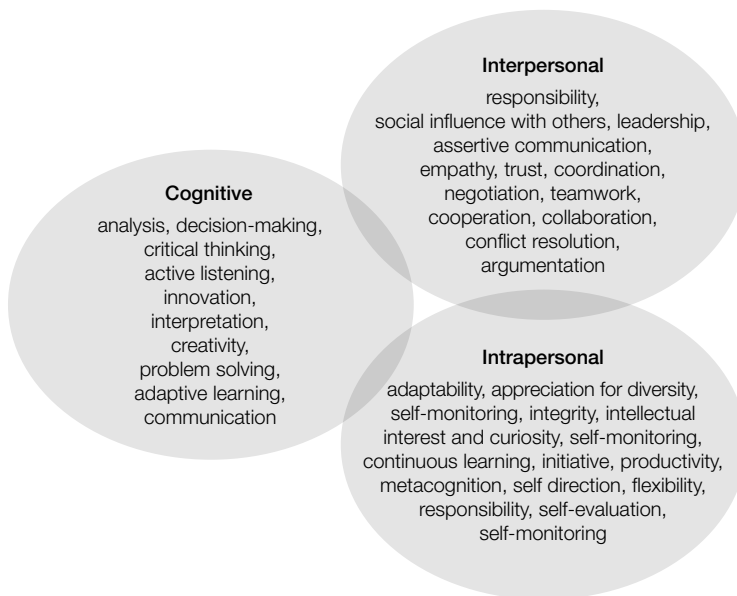 Interpersonal
responsibility,
social influence with others, leadership,
assertive communication,
empathy, trust, coordination,
negotiation, teamwork,
cooperation, collaboration,
conflict resolution,
argumentation
Cognitive
analysis, decision-making,
critical thinking,
active listening,
innovation,
interpretation,
creativity,
problem solving,
adaptive learning,
communication
Intrapersonal
adaptability, appreciation for diversity,
self-monitoring, integrity, intellectual
interest and curiosity, self-monitoring,
continuous learning, initiative, productivity,
metacognition, self direction, flexibility,
responsibility, self-evaluation,
self-monitoring